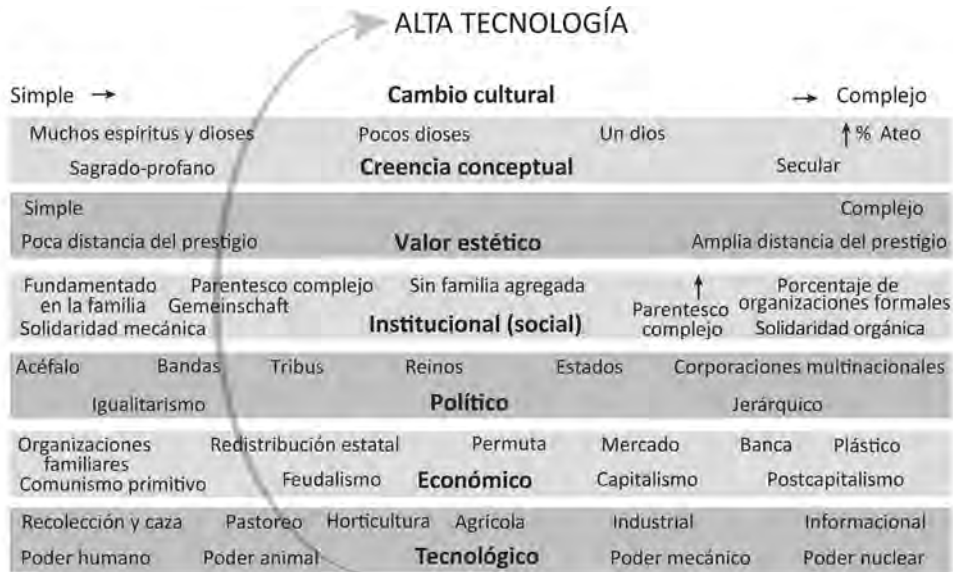 ALTA TECNOLOGÍA
Simple → Cambio cultural → Complejo
Muchos espíritus y dioses Pocos dioses Un dios ↑ % Ateo
Sagrado-profano Creencia conceptual Secular
Simple Complejo
Poca distancia del prestigio Valor estético Amplia distancia del prestigio
Fundamentado Parentesco complejo Sin familia agregada ↑ Porcentaje de
en la familia Gemeinschaft Parentesco organizaciones formales
Solidaridad mecánica Institucional (social) complejo Solidaridad orgánica
Acéfalo Bandas Tribus Reinos Estados Corporaciones multinacionales
Igualitarismo Político Jerárquico
Organizaciones Redistribución estatal Permuta Mercado Banca Plástico
familiares
Comunismo primitivo Feudalismo Económico Capitalismo Postcapitalismo
Recolección y caza Pastoreo Horticultura Agrícola Industrial Informacional
Poder humano Poder animal Tecnológico Poder mecánico Poder nuclear